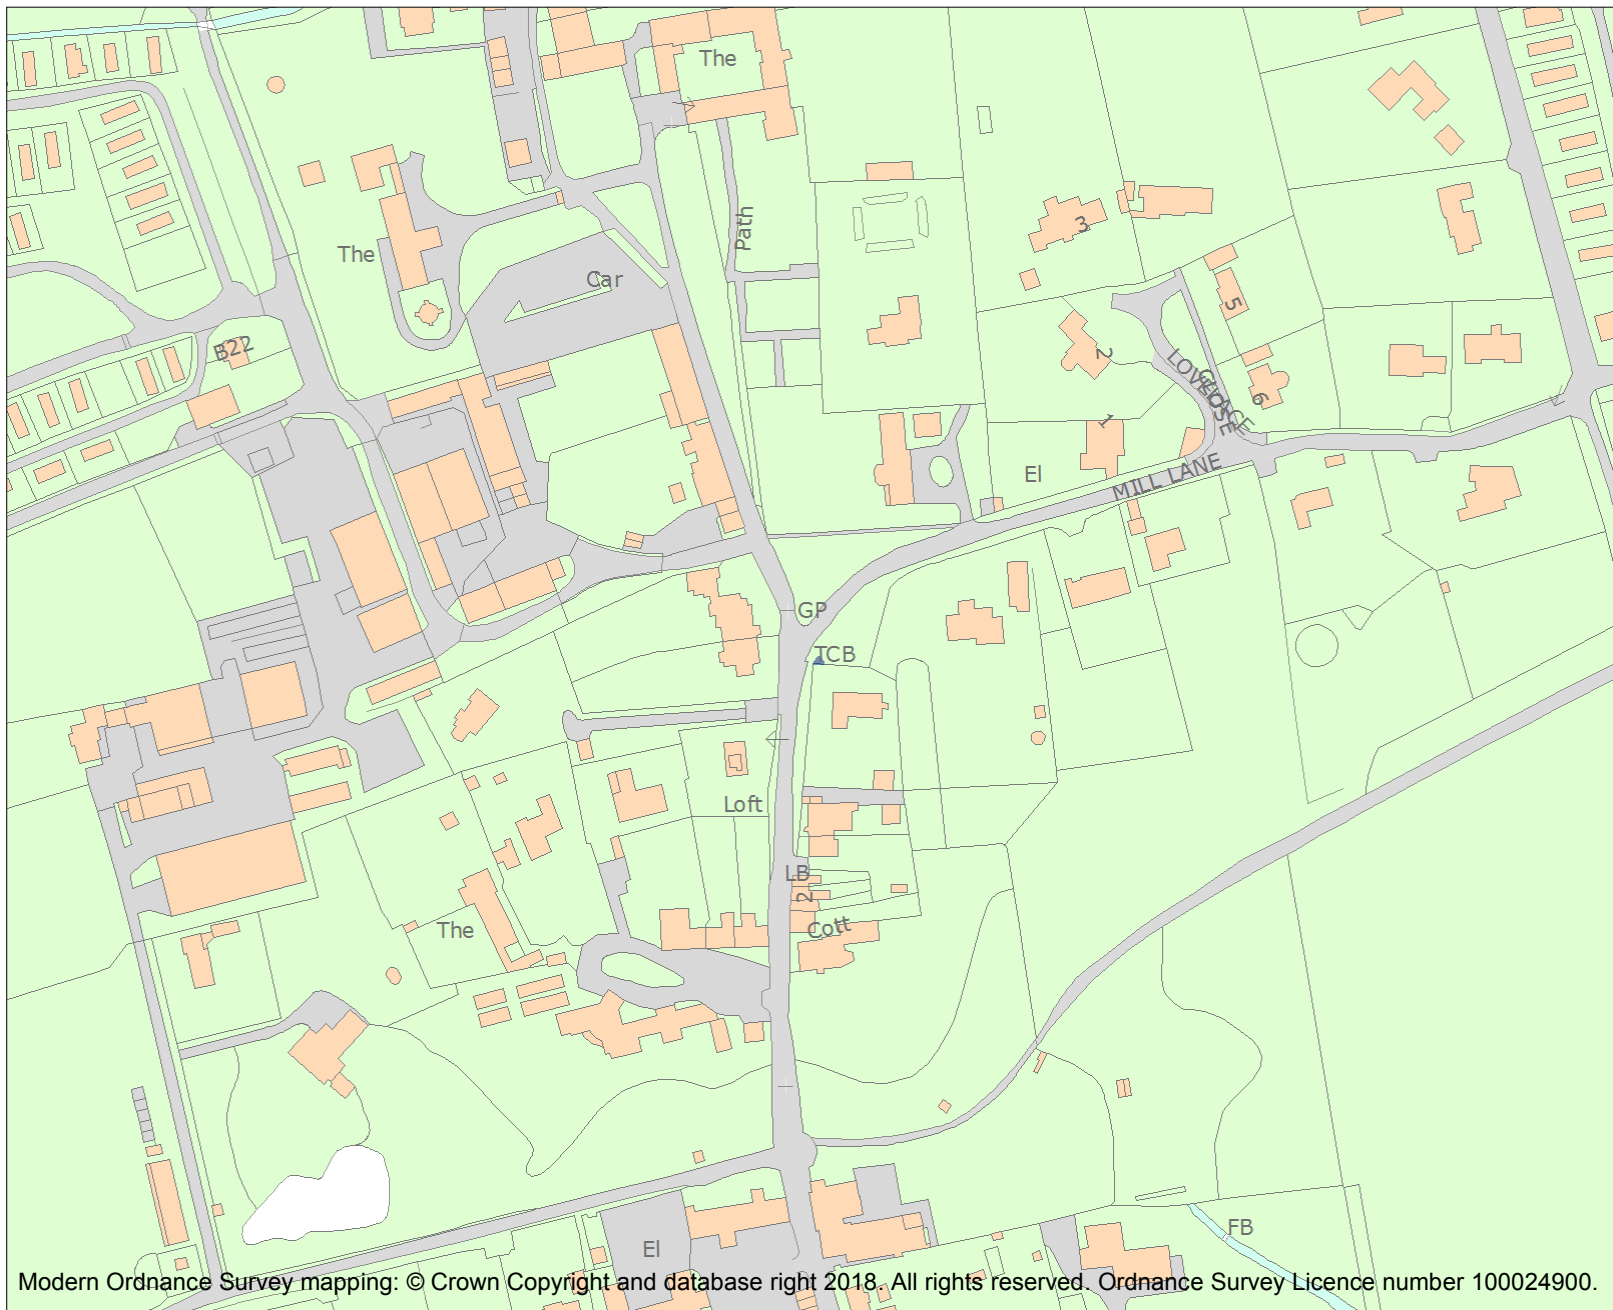 The
Path
The
Car
3
5
B22
2
LOVELACE
CLOSE
6
1
El
MILL LANE
GP
TCB
Loft
LB
2
The
Cott
FB
El
Modern Ordnance Survey mapping: © Crown Copyright and database right 2018. All rights reserved. Ordnance Survey Licence number 100024900.